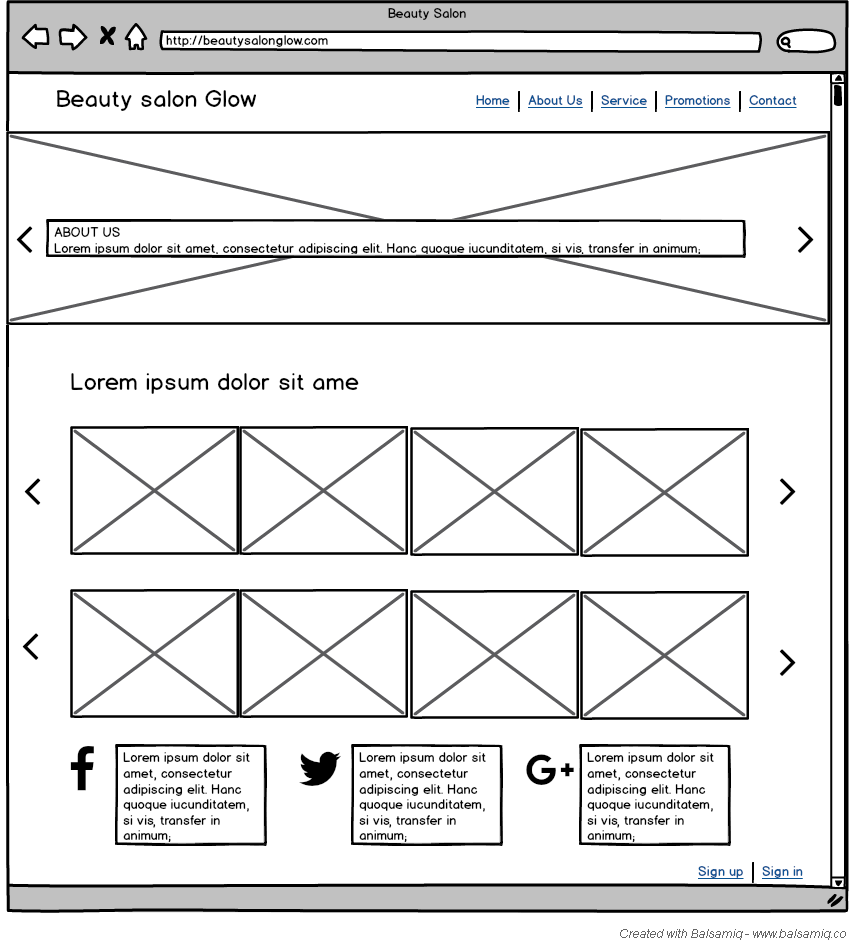 Beauty Salon
http://beautysalonglow.com
Beauty salon Glow
Home | About Us | Service | Promotions | Contact
ABOUT US
Lorem ipsum dolor sit amet, consectetur adipiscing elit. Hanc quoque iucunditatem, si vis, transfer in animum;
Lorem ipsum dolor sit ame
Lorem ipsum dolor sit
amet, consectetur
adipiscing elit. Hanc
quoque iucunditatem,
si vis, transfer in
animum;
Lorem ipsum dolor sit
amet, consectetur
adipiscing elit. Hanc
quoque iucunditatem,
si vis, transfer in
animum;
G+
Lorem ipsum dolor sit
amet, consectetur
adipiscing elit. Hanc
quoque iucunditatem,
si vis, transfer in
animum;
Sign up | Sign in
Created with Balsamiq - www.balsamiq.co